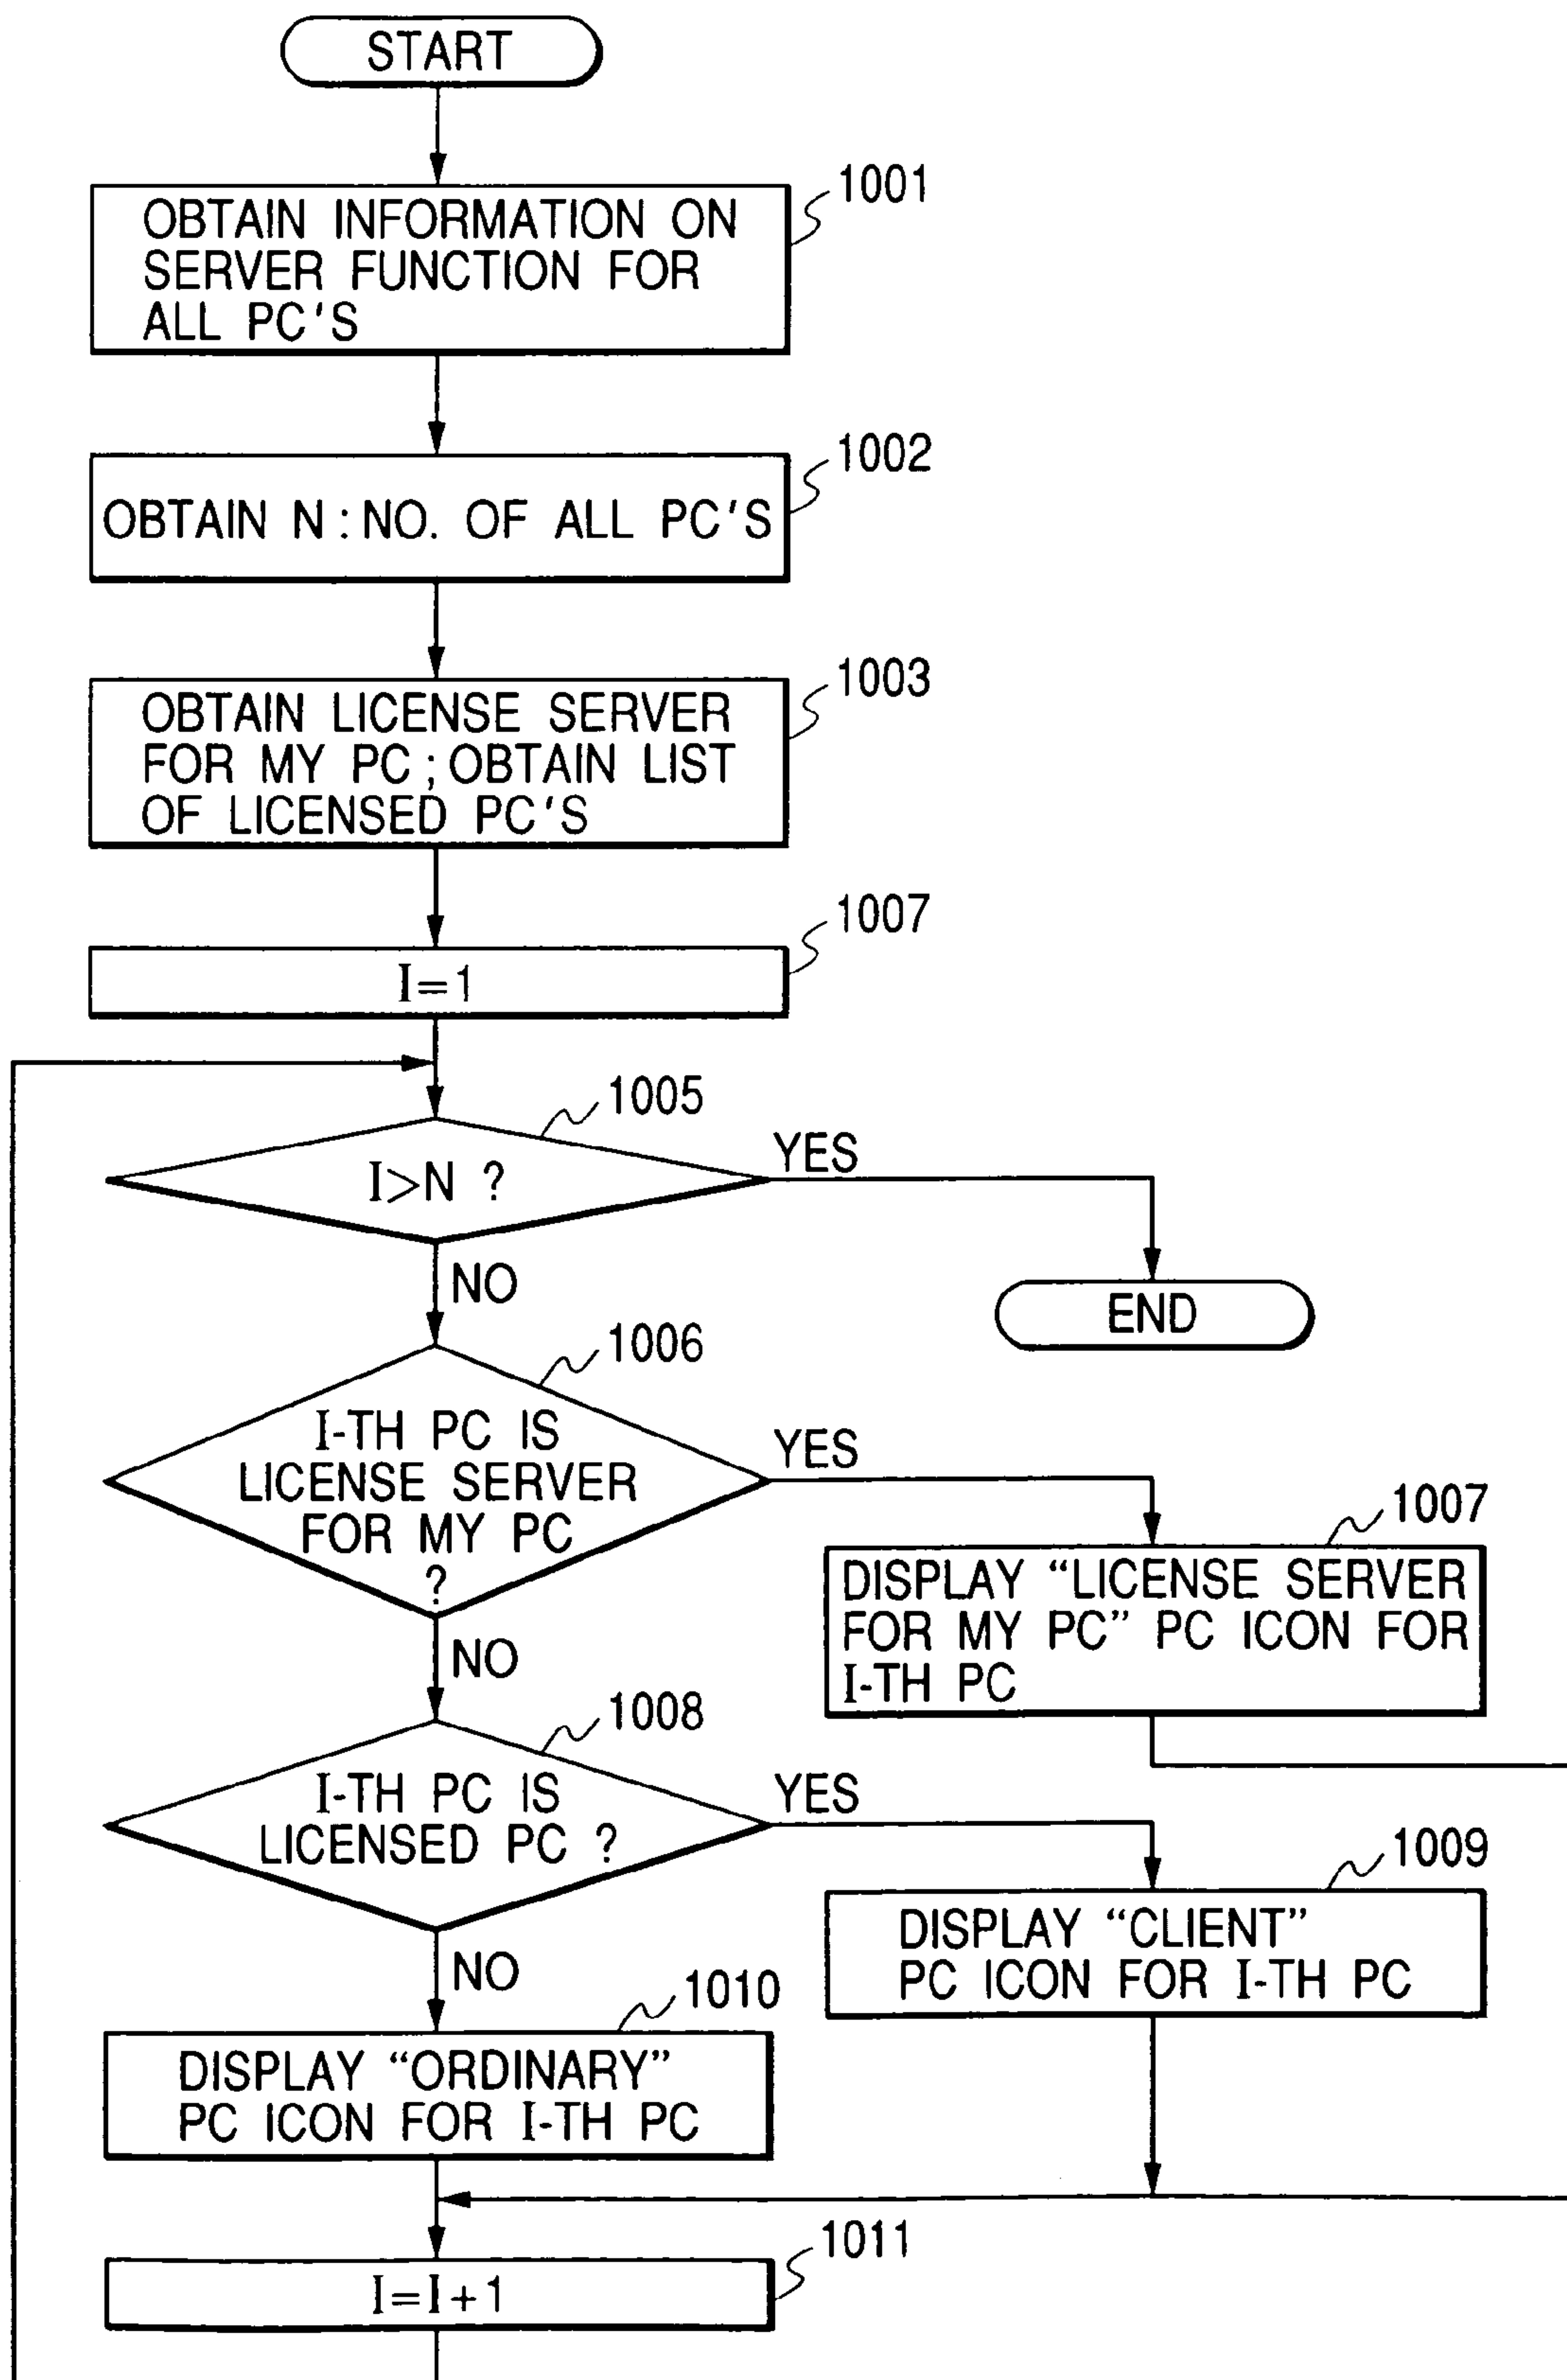 START
1001
OBTAIN INFORMATION ON
SERVER FUNCTION FOR
ALL PC'S
1002
OBTAIN N : NO. OF ALL PC'S
1003
OBTAIN LICENSE SERVER
FOR MY PC ; OBTAIN LIST
OF LICENSED PC'S
1007
I=1
1005
I>N ?
YES
NO
END
1006
I-TH PC IS
LICENSE SERVER
FOR MY PC
?
YES
NO
1007
DISPLAY “LICENSE SERVER
FOR MY PC” PC ICON FOR
I-TH PC
1008
I-TH PC IS
LICENSED PC ?
YES
NO
1009
DISPLAY “CLIENT”
PC ICON FOR I-TH PC
1010
DISPLAY “ORDINARY”
PC ICON FOR I-TH PC
1011
I=I+1